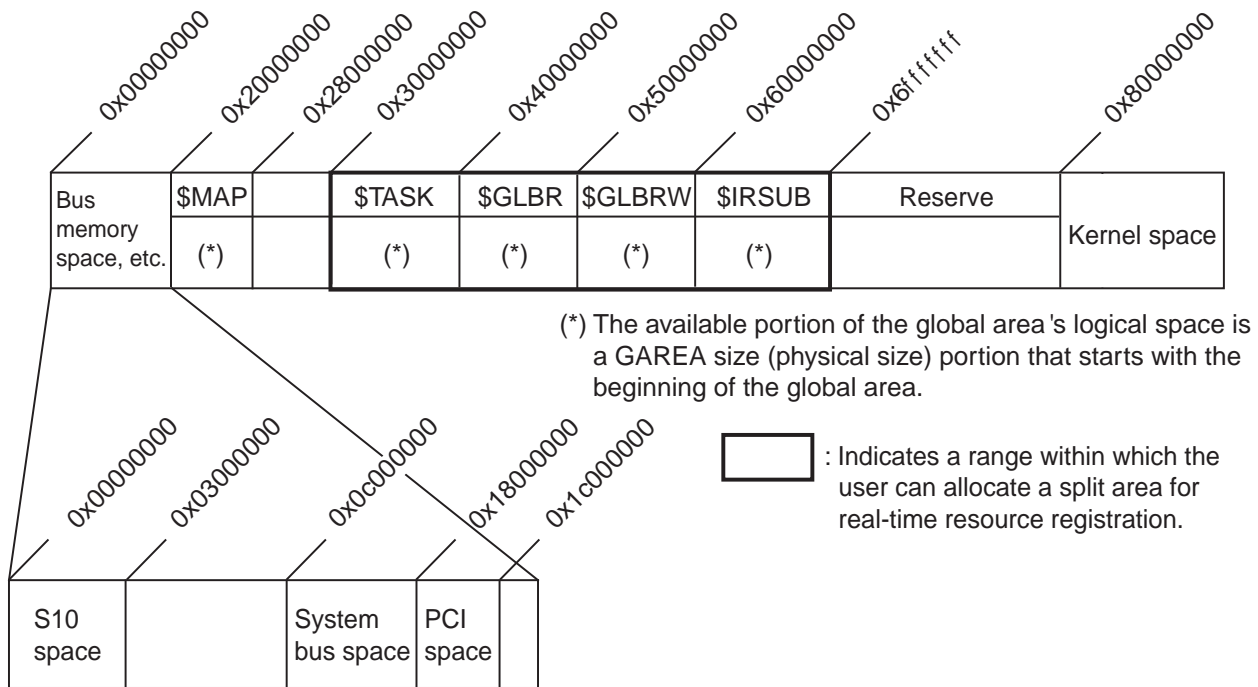 0x00000000
0x20000000
0x28000000
0x30000000
0x40000000
0x50000000
0x60000000
0x6fffffff
0x80000000
Bus
memory
space, etc.
$MAP
$TASK
$GLBR
$GLBRW
$IRSUB
Reserve
Kernel space
(*)
(*)
(*)
(*)
(*)
(*) The available portion of the global area's logical space is
a GAREA size (physical size) portion that starts with the
beginning of the global area.
: Indicates a range within which the
user can allocate a split area for
real-time resource registration.
0x00000000
0x03000000
0x0c000000
0x18000000
0x1c000000
S10
space
System
bus space
PCI
space